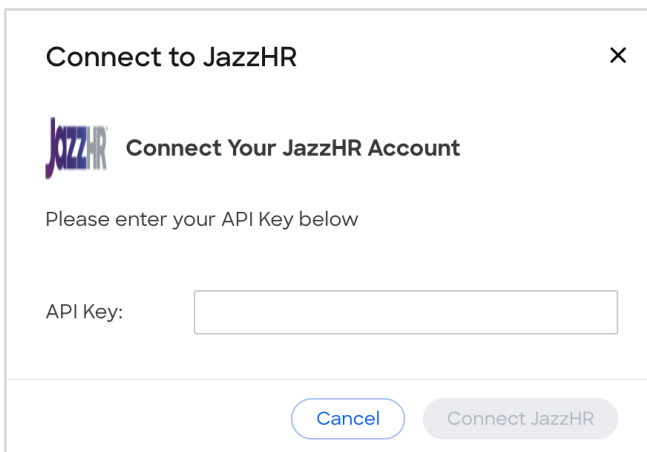 Connect to JazzHR
JazzHR
Connect Your JazzHR Account
Please enter your API Key below
API Key:
Cancel
Connect JazzHR